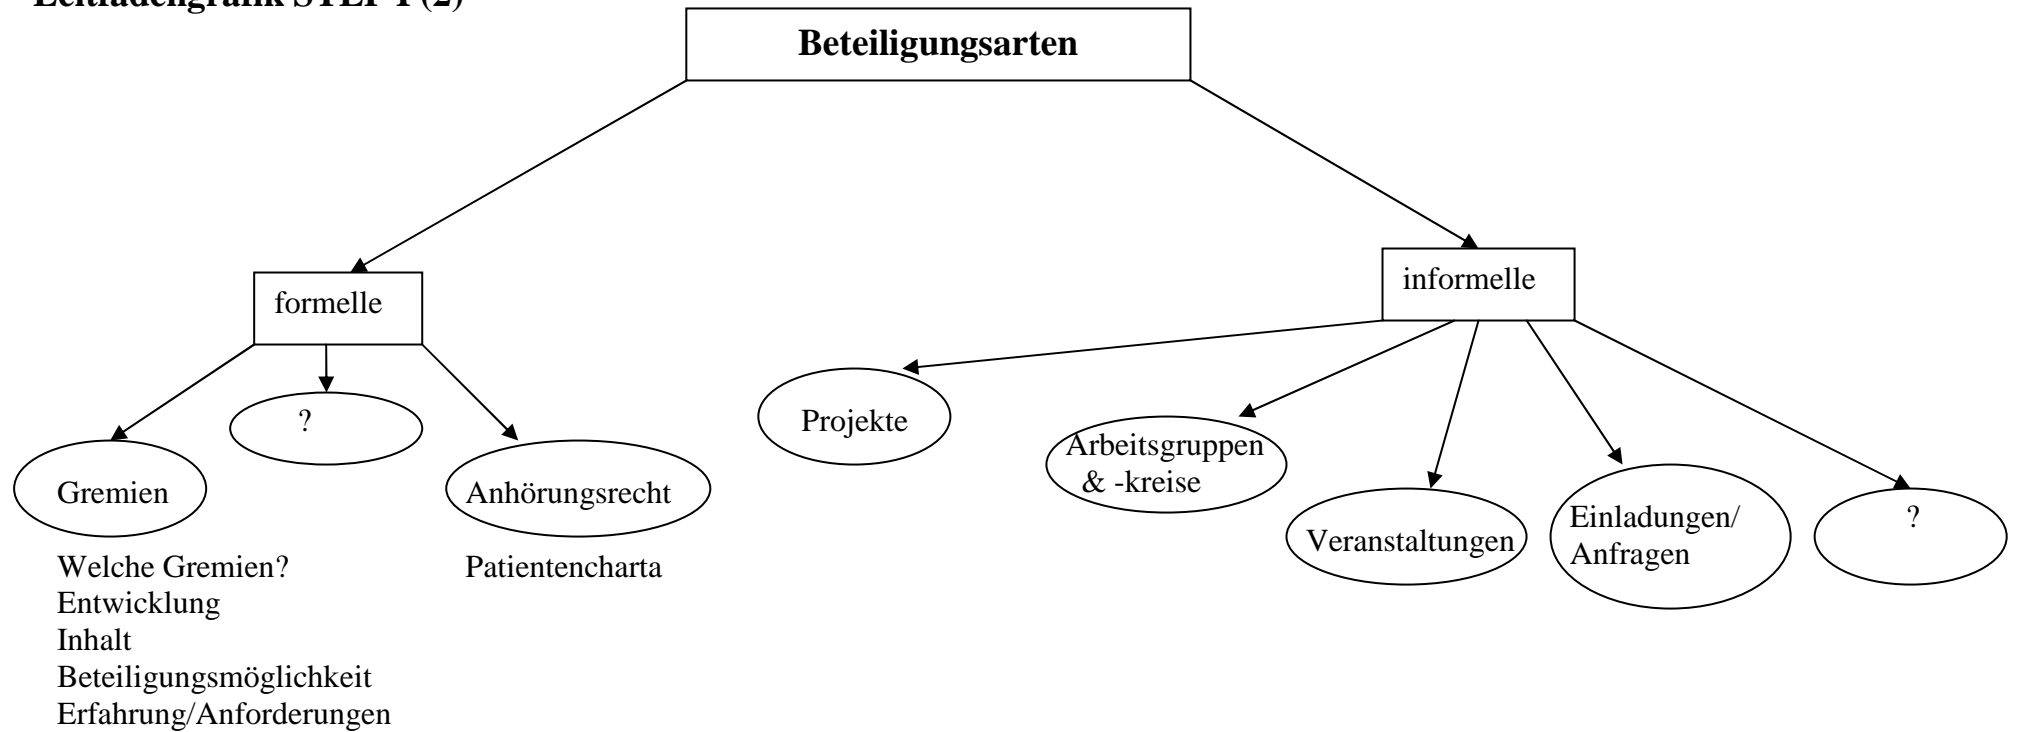 Leitfadengrafik STEP 1 (2)
Beteiligungsarten
formelle
informelle
Gremien
?
Anhörungsrecht
Projekte
Arbeitsgruppen
& -kreise
Veranstaltungen
Einladungen/
Anfragen
?
Welche Gremien?
Entwicklung
Inhalt
Beteiligungsmöglichkeit
Erfahrung/Anforderungen
Patientencharta